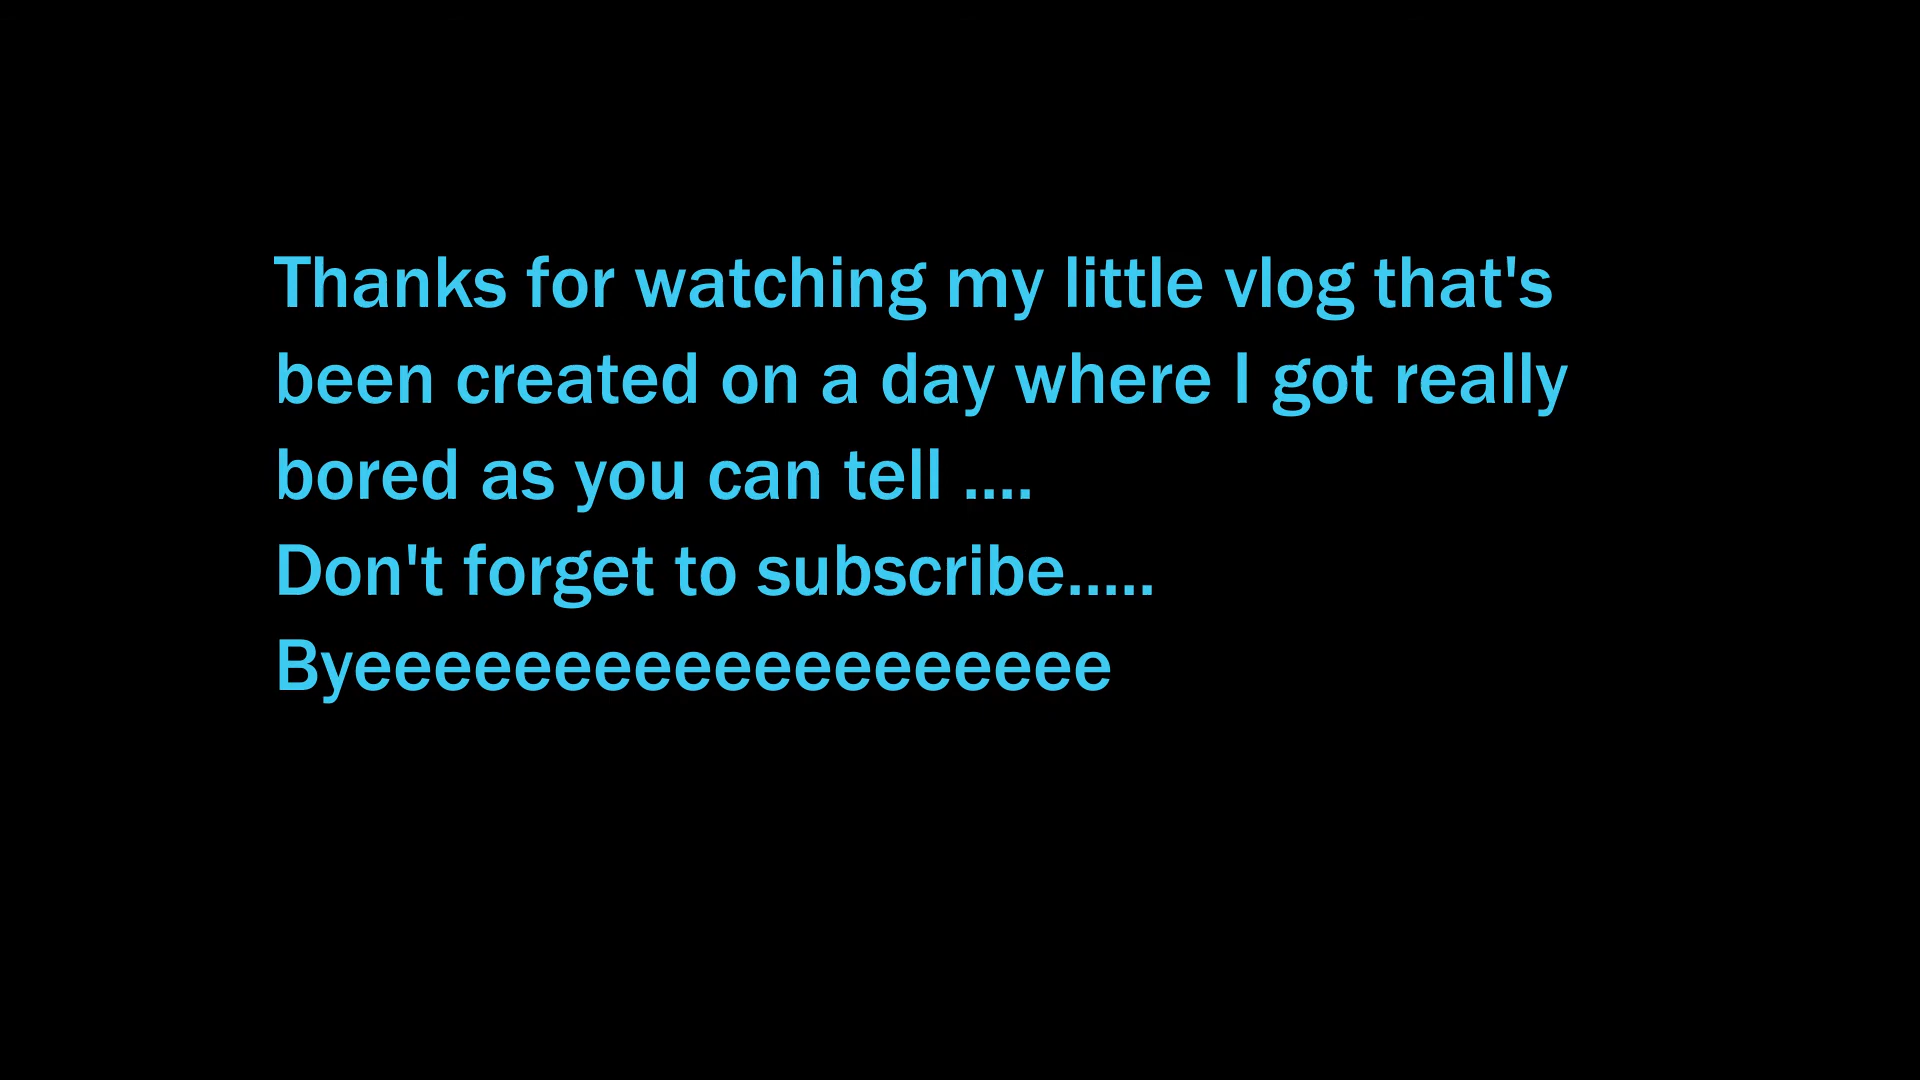 Thanks for watching my little vlog that's
been created on a day where I got really
bored as you can tell ....
Don't forget to subscribe.....
Byeeeeeeeeeeeeeeeeeee